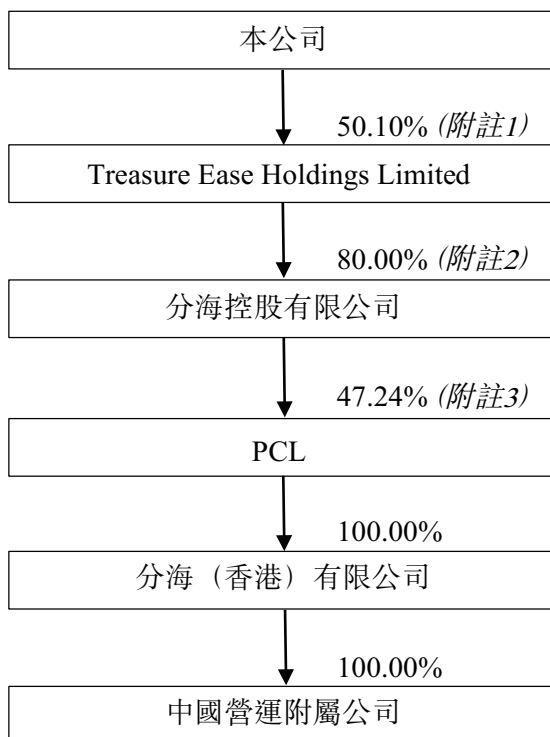 本公司
50.10% (附註1)
Treasure Ease Holdings Limited
80.00% (附註2)
分海控股有限公司
47.24% (附註3)
PCL
100.00%
分海（香港）有限公司
100.00%
中國營運附屬公司